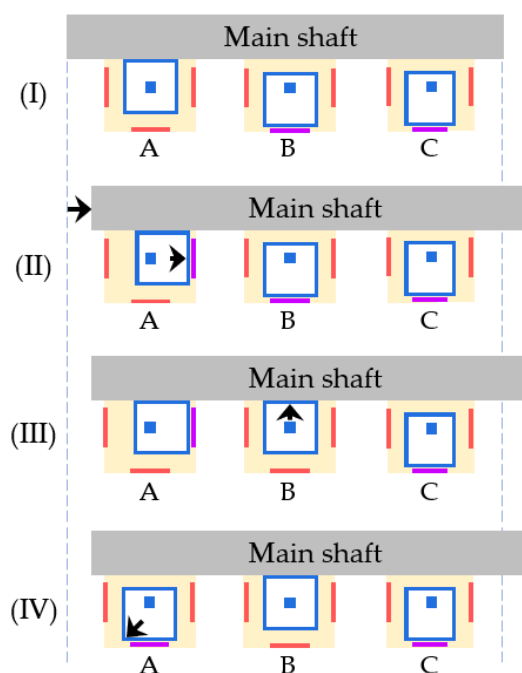 Main shaft
(I)
A B C
Main shaft
(II)
A B C
Main shaft
(III)
A B C
Main shaft
(IV)
A B C